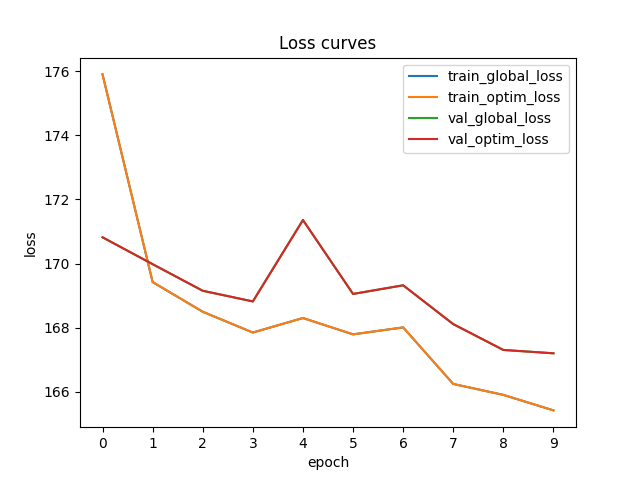 Loss curves
train_global_loss
train_optim_loss
val_global_loss
val_optim_loss
176
174
172
170
168
166
loss
0 1 2 3 4 5 6 7 8 9
epoch